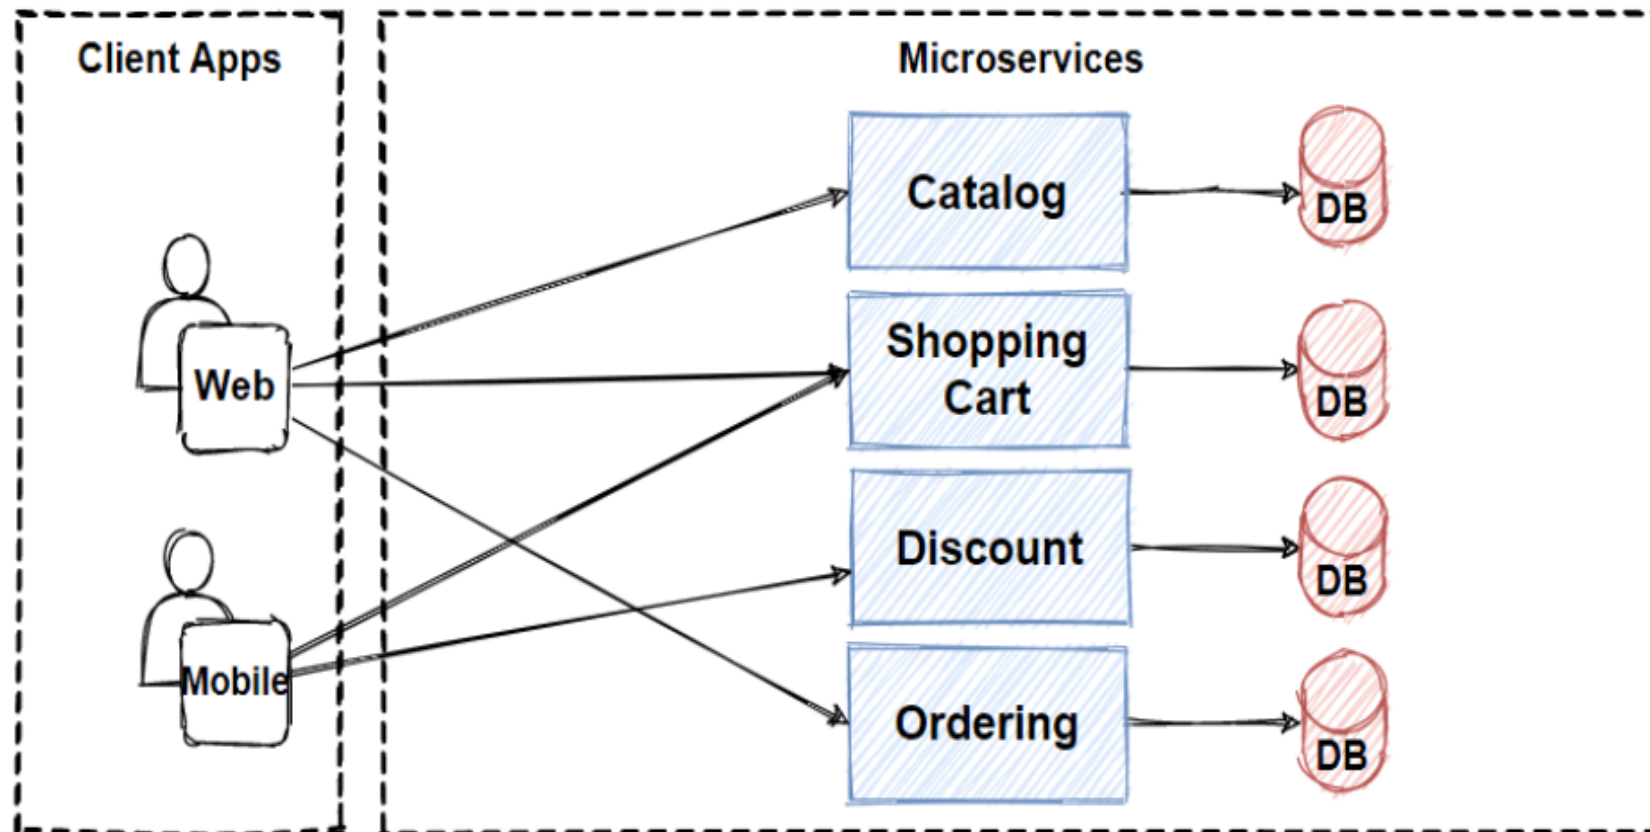 Client Apps
Microservices
Catalog
DB
Web
Shopping
Cart
DB
Discount
DB
Mobile
Ordering
DB